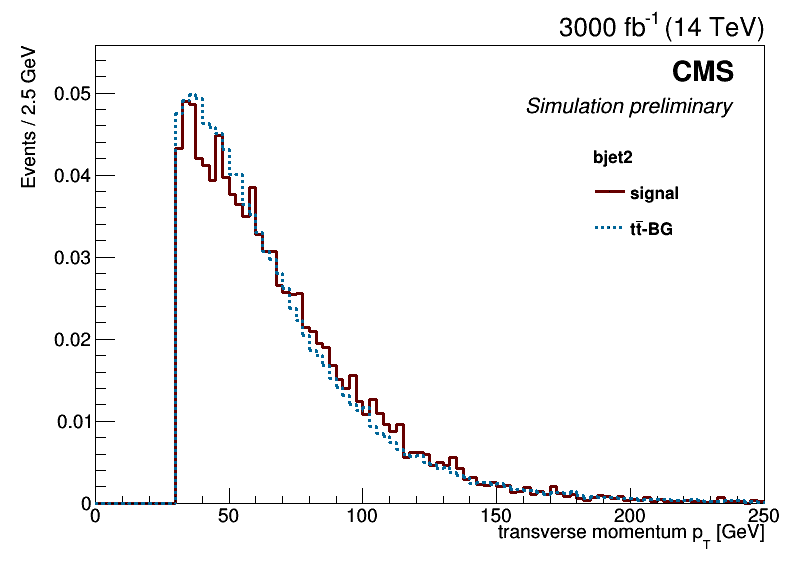 3000 fb⁻¹ (14 TeV)
CMS
Simulation preliminary
bjet2
signal
tt̄-BG
Events / 2.5 GeV
0.05
0.04
0.03
0.02
0.01
0
0 50 100 150 200 250
transverse momentum p_T [GeV]